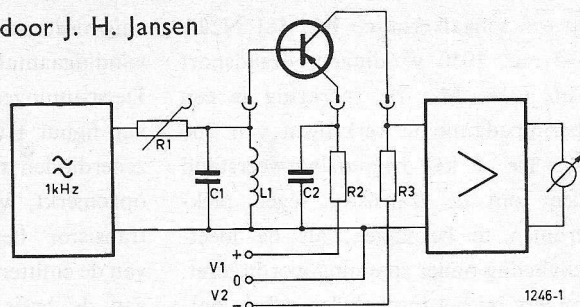 door J. H. Jansen
≈
1kHz
R1
C1
L1
C2
R2
R3
>
V1
+
0
V2
–
1246-1